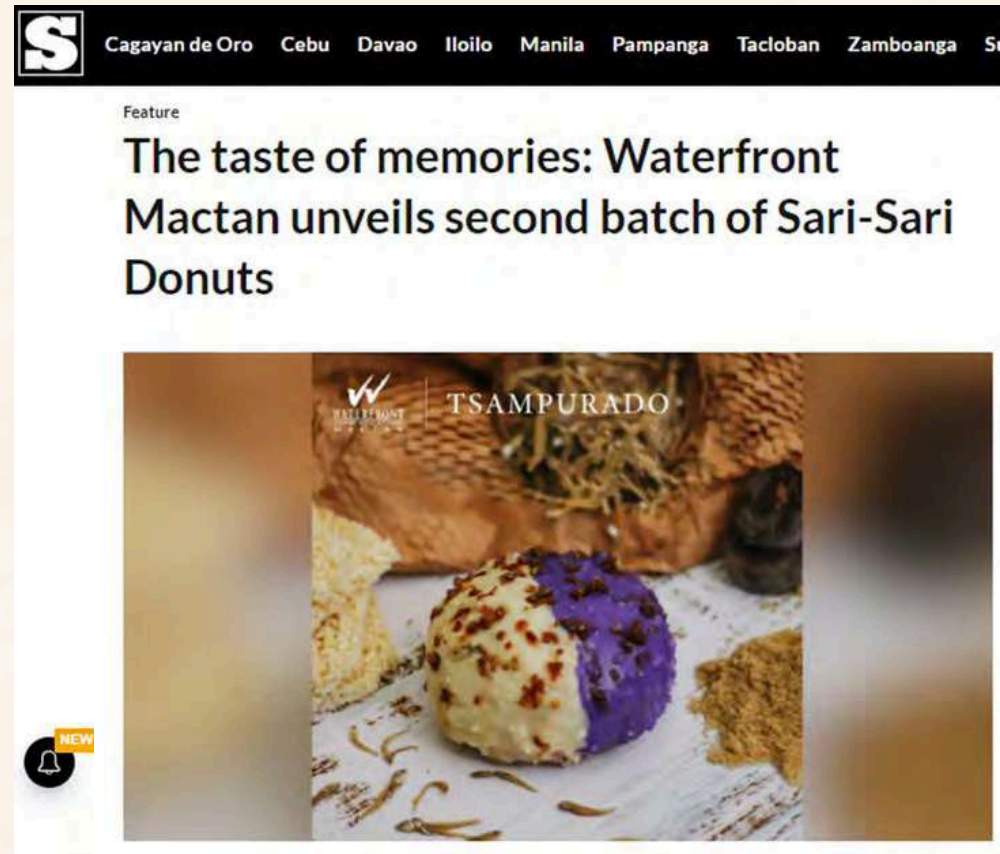 S
Cagayan de Oro Cebu Davao Iloilo Manila Pampanga Tacloban Zamboanga
Feature
The taste of memories: Waterfront
Mactan unveils second batch of Sari-Sari
Donuts
W
WATERFRONT
TSAMPURADO
NEW